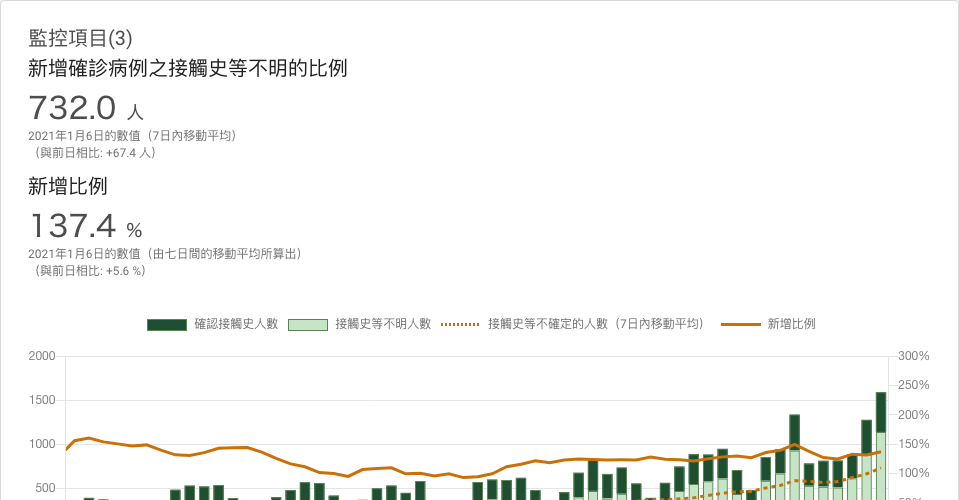 監控項目(3)
新增確診病例之接觸史等不明的比例
732.0 人
2021年1月6日的數值（7日內移動平均）
（與前日相比: +67.4 人）
新增比例
137.4 %
2021年1月6日的數值（由七日間的移動平均所算出）
（與前日相比: +5.6 %）
確認接觸史人數 接觸史等不明人數 接觸史等不確定的人數（7日內移動平均） 新增比例
2000 300%
250%
1500 200%
1000 150%
100%
500